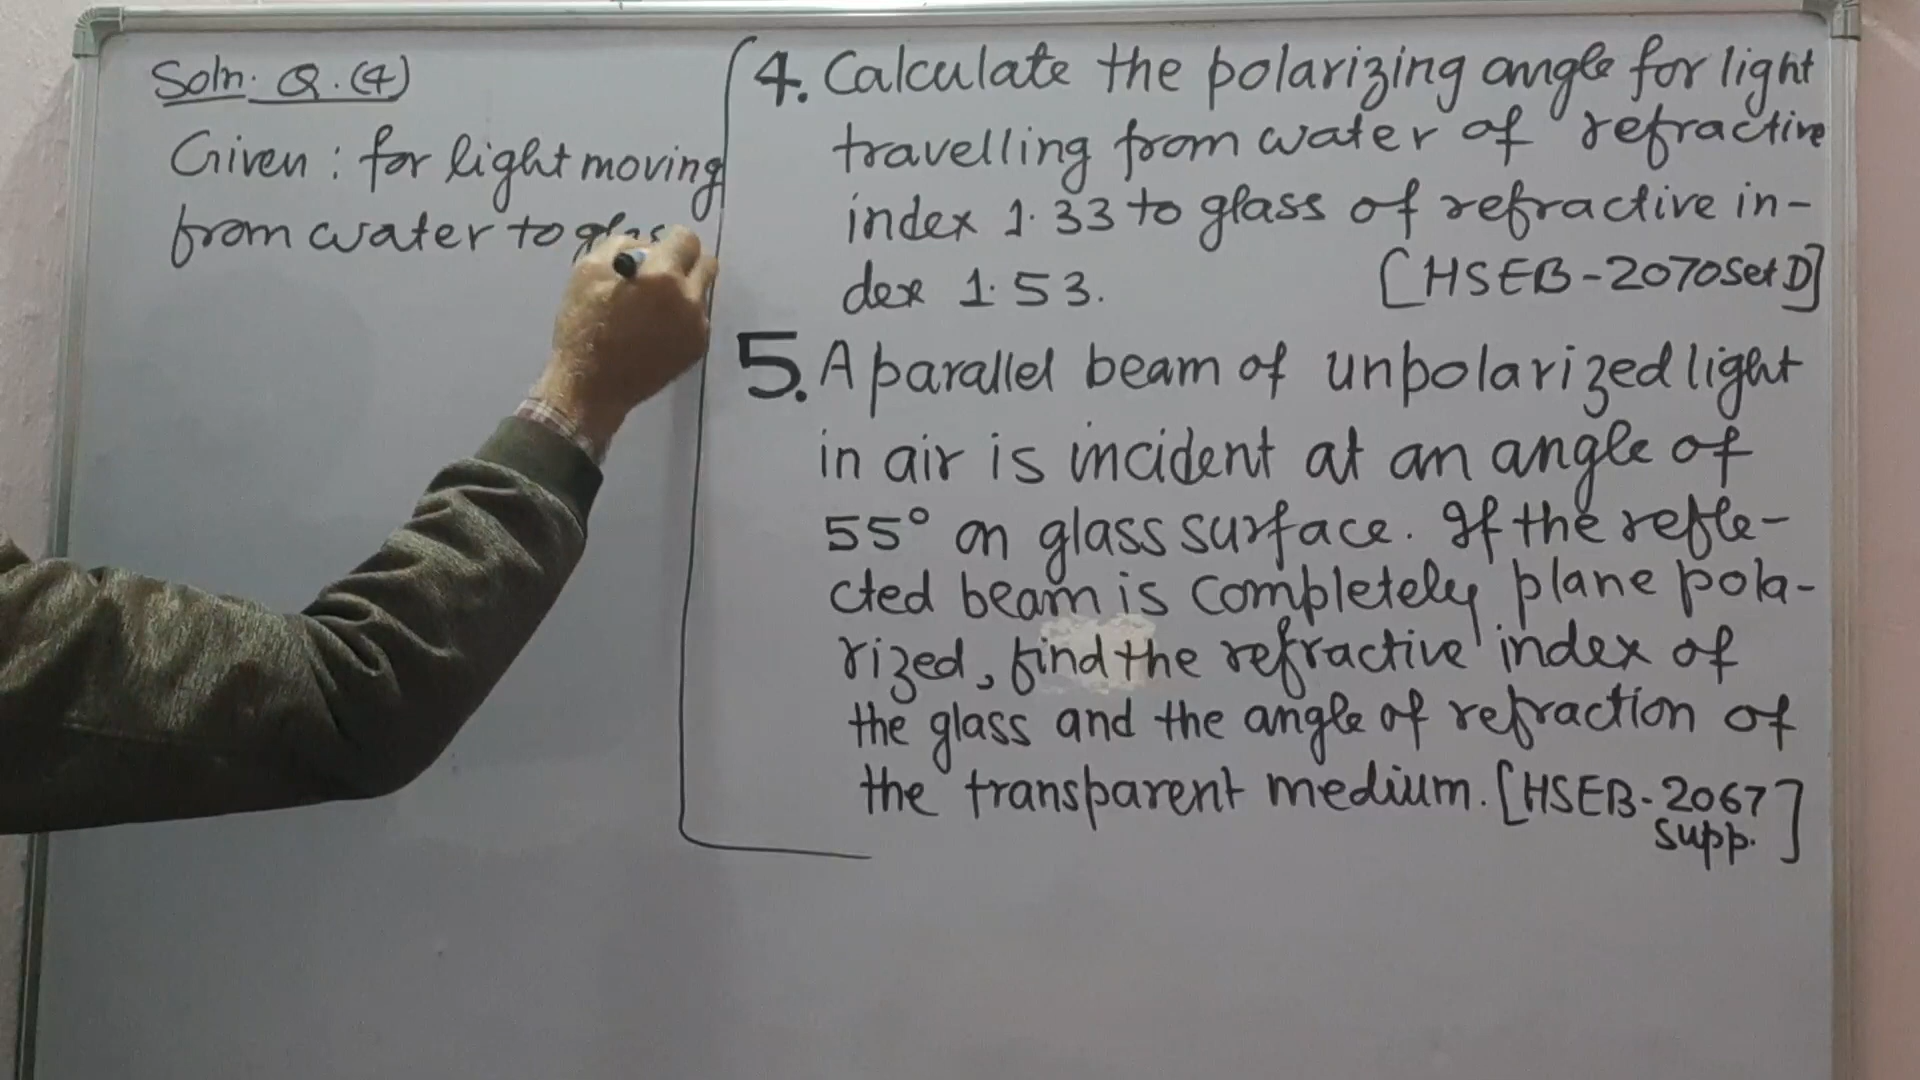 Soln. Q.(4)
Given: for light moving
from water to glass
4. Calculate the polarizing angle for light
travelling from water of refractive
index 1.33 to glass of refractive in-
dex 1.53. [HSEB-2070 Set D]
5. A parallel beam of unpolarized light
in air is incident at an angle of
55° on glass surface. If the refle-
cted beam is completely plane pola-
rized, find the refractive index of
the glass and the angle of refraction of
the transparent medium. [HSEB-2067
supp.]